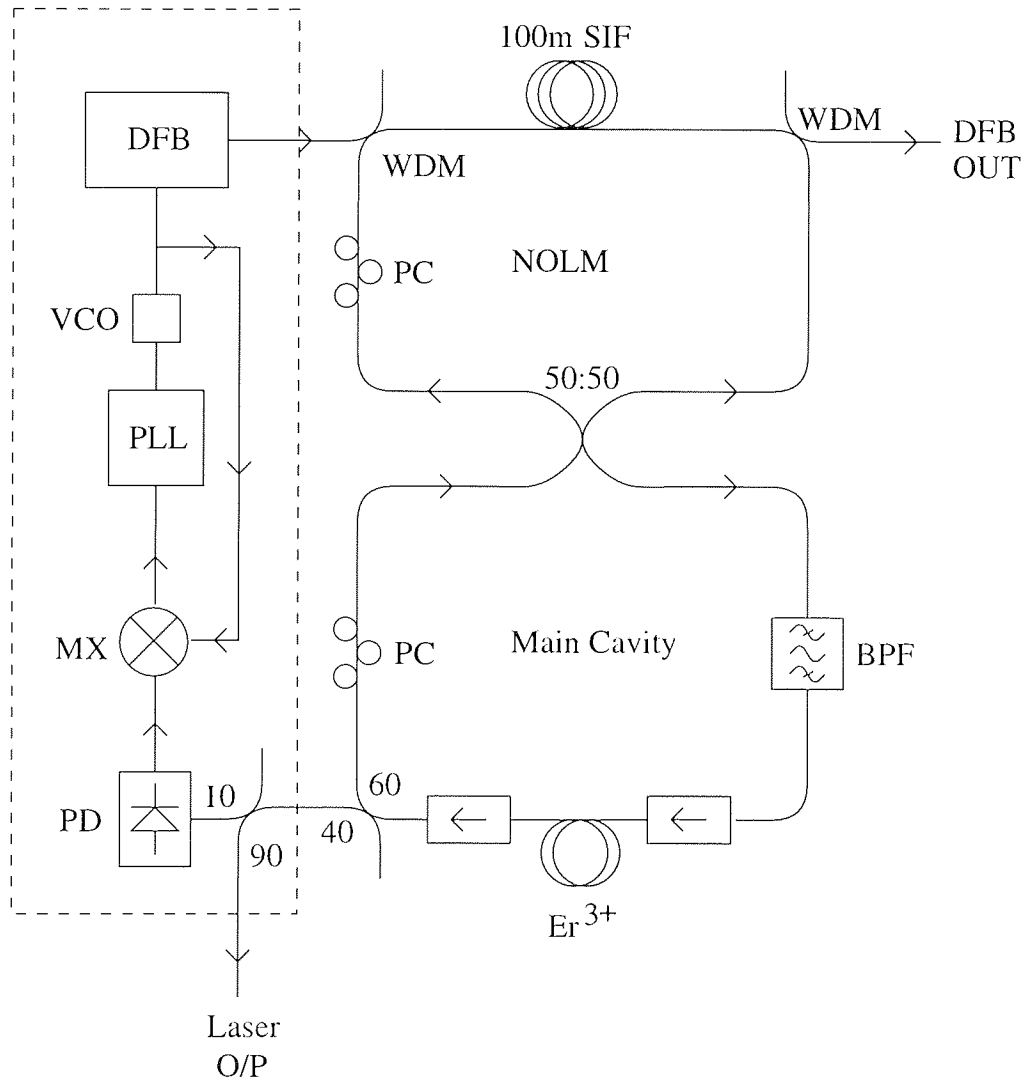 100m SIF
DFB
WDM
WDM
DFB
OUT
PC
NOLM
VCO
50:50
PLL
MX
PC
Main Cavity
BPF
PD
10
60
40
90
Er3+
Laser
O/P